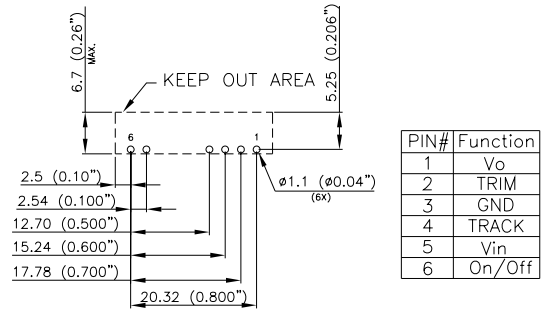 6.7 (0.26")
MAX.
KEEP OUT AREA
5.25 (0.206")
6
1
2.5 (0.10")
2.54 (0.100")
12.70 (0.500")
15.24 (0.600")
17.78 (0.700")
20.32 (0.800")
ø1.1 (ø0.04")
(6X)
PIN# Function
1 Vo
2 TRIM
3 GND
4 TRACK
5 Vin
6 On/Off